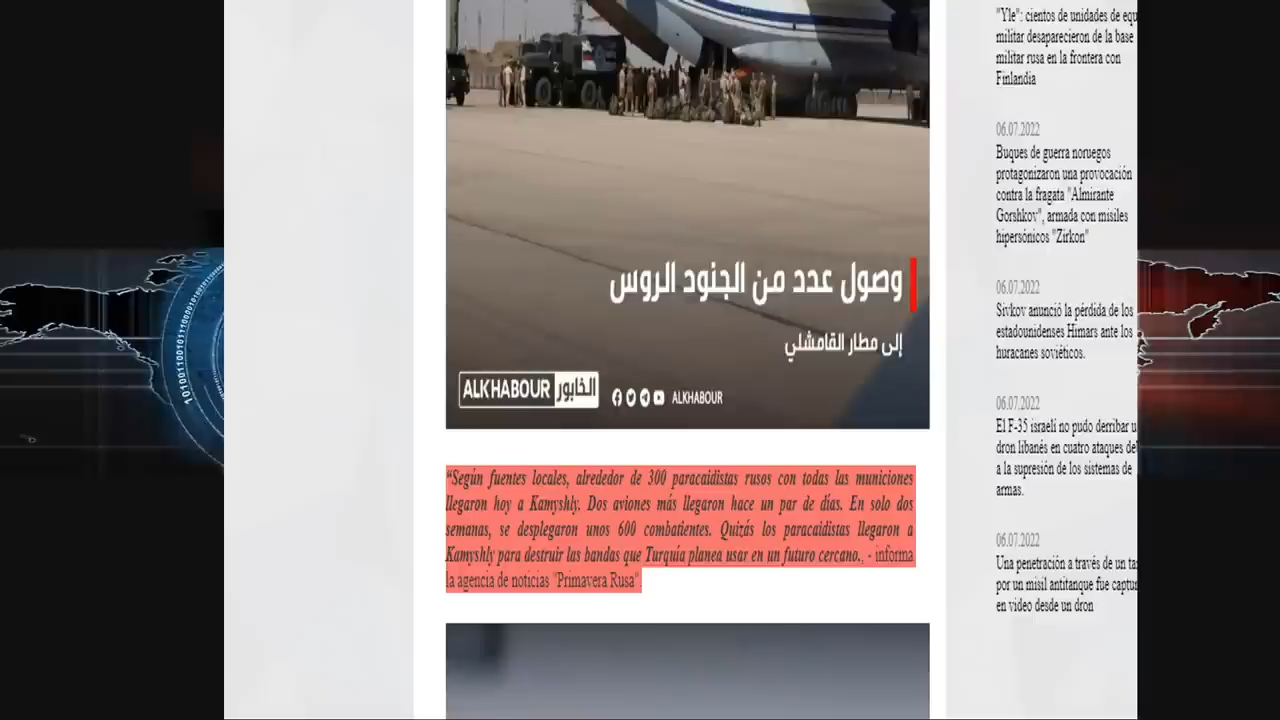 وصول عدد من الجنود الروس
إلى مطار القامشلي
ALKHABOUR الخابور
ALKHABOUR
“Según fuentes locales, alrededor de 300 paracaidistas rusos con todas las municiones
llegaron hoy a Kamyshly. Dos aviones más llegaron hace un par de días. En solo dos
semanas, se desplegaron unos 600 combatientes. Quizás los paracaidistas llegaron a
Kamyshly para destruir las bandas que Turquía planea usar en un futuro cercano., - informa
la agencia de noticias "Primavera Rusa".
"Yle": cientos de unidades de equ
militar desaparecieron de la base
militar rusa en la frontera con
Finlandia
06.07.2022
Buques de guerra noruegos
protagonizaron una provocación
contra la fragata "Almirante
Gorshkov", armada con misiles
hipersónicos "Zirkon"
06.07.2022
Sivkov anunció la pérdida de los
estadounidenses Himars ante los
huracanes soviéticos.
06.07.2022
El F-35 israelí no pudo derribar u
dron libanés en cuatro ataques de
a la supresión de los sistemas de
armas.
06.07.2022
Una penetración a través de un ta
por un misil antitanque fue captu
en video desde un dron